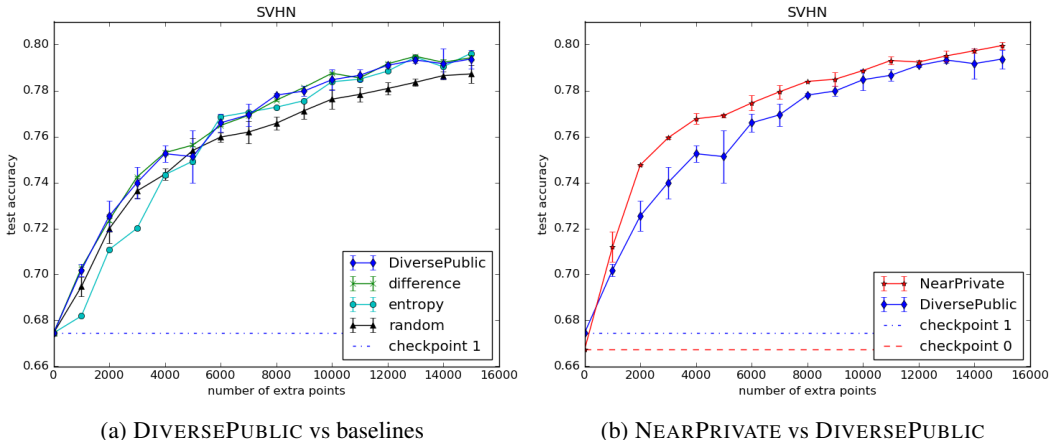 SVHN
0.80
0.78
0.76
0.74
0.72
0.70
0.68
0.66
test accuracy
DiversePublic
difference
entropy
random
checkpoint 1
0 2000 4000 6000 8000 10000 12000 14000 16000
number of extra points
(a) DIVERSEPUBLIC vs baselines
SVHN
0.80
0.78
0.76
0.74
0.72
0.70
0.68
0.66
test accuracy
NearPrivate
DiversePublic
checkpoint 1
checkpoint 0
0 2000 4000 6000 8000 10000 12000 14000 16000
number of extra points
(b) NEARPRIVATE vs DIVERSEPUBLIC